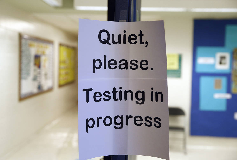 Quiet,
please.
Testing in
progress